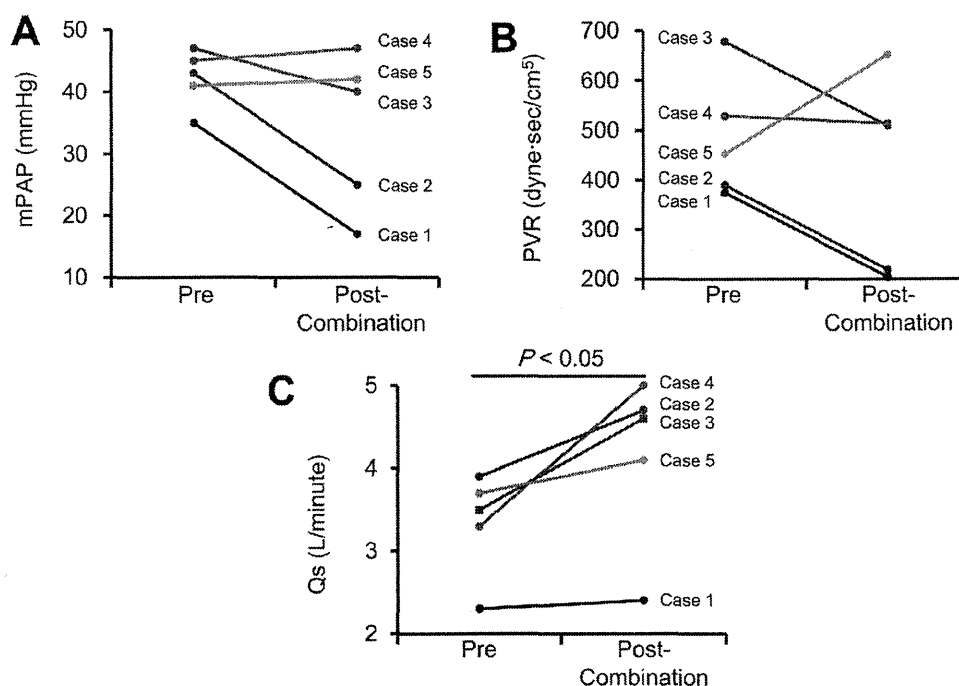 A
mPAP (mmHg)
50
40
30
20
10
Case 4
Case 5
Case 3
Case 2
Case 1
Pre
Post-
Combination
B
PVR (dyne·sec/cm⁵)
700
600
500
400
300
200
Case 3
Case 4
Case 5
Case 2
Case 1
Pre
Post-
Combination
C
P < 0.05
Qs (L/minute)
5
4
3
2
Case 4
Case 2
Case 3
Case 5
Case 1
Pre
Post-
Combination